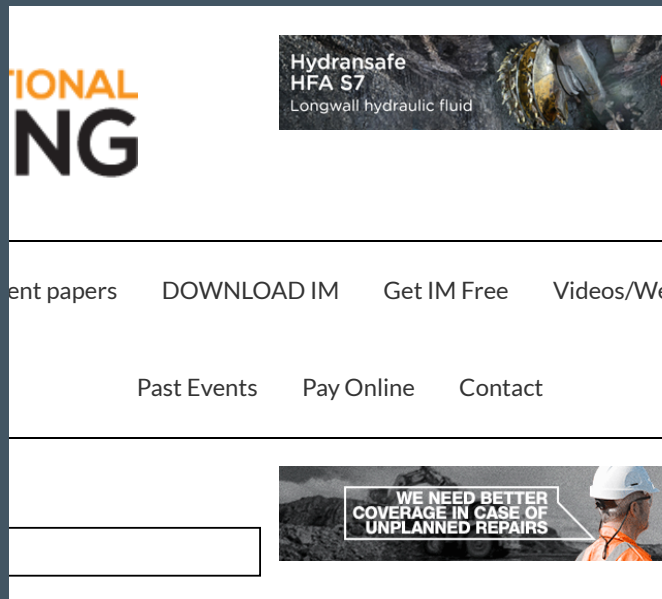 TIONAL
NG
Hydransafe
HFA S7
Longwall hydraulic fluid
ent papers DOWNLOAD IM Get IM Free Videos/We
Past Events Pay Online Contact
WE NEED BETTER
COVERAGE IN CASE OF
UNPLANNED REPAIRS